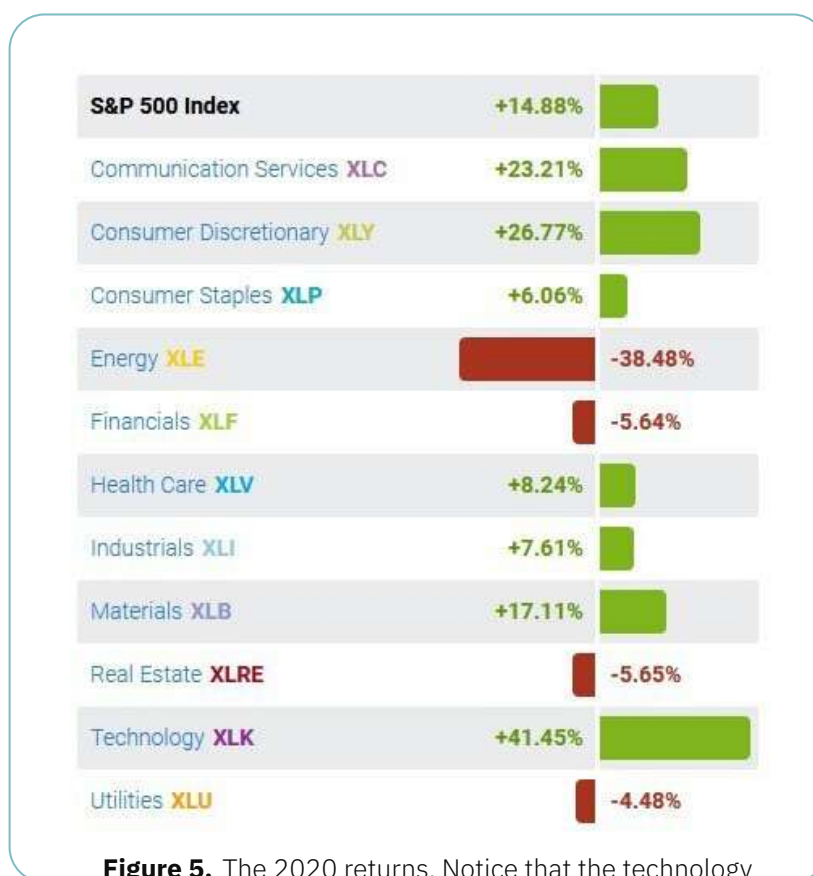 S&P 500 Index +14.88%
Communication Services XLC +23.21%
Consumer Discretionary XLY +26.77%
Consumer Staples XLP +6.06%
Energy XLE -38.48%
Financials XLF -5.64%
Health Care XLV +8.24%
Industrials XLI +7.61%
Materials XLB +17.11%
Real Estate XLRE -5.65%
Technology XLK +41.45%
Utilities XLU -4.48%
Figure 5. The 2020 returns. Notice that the technology